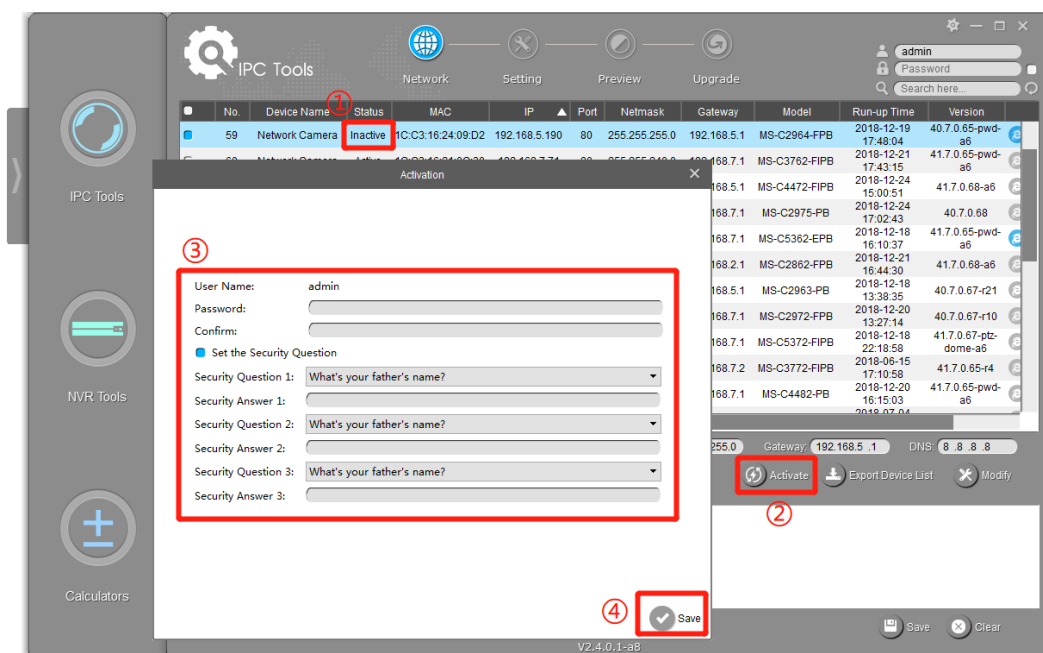 IPC Tools
Network
Setting
Preview
Upgrade
admin
Password
Search here...
①
No. Device Name Status MAC IP Port Netmask Gateway Model Run-up Time Version
59 Network Camera Inactive 1C:C3:16:24:09:D2 192.168.5.190 80 255.255.255.0 192.168.5.1 MS-C2964-FPB 2018-12-19 17:48:04 40.7.0.65-pwd-a6
168.7.1 MS-C3762-FIPB 2018-12-21 17:43:15 41.7.0.65-pwd-a6
168.5.1 MS-C4472-FIPB 2018-12-24 15:00:51 41.7.0.68-a6
168.7.1 MS-C2975-PB 2018-12-24 17:02:43 40.7.0.68
168.7.1 MS-C5362-EPB 2018-12-18 16:10:37 41.7.0.65-pwd-a6
168.2.1 MS-C2862-FPB 2018-12-21 16:44:30 41.7.0.68-a6
168.5.1 MS-C2963-PB 2018-12-18 13:38:35 40.7.0.67-r21
168.7.1 MS-C2972-FPB 2018-12-20 13:27:14 40.7.0.67-r10
168.7.1 MS-C5372-FIPB 2018-12-18 22:18:58 41.7.0.67-ptz-dome-a6
168.7.2 MS-C3772-FIPB 2018-06-15 17:10:58 41.7.0.65-r4
168.7.1 MS-C4482-PB 2018-12-20 16:15:03 41.7.0.65-pwd-a6
IPC Tools
NVR Tools
Calculators
Activation
③
User Name: admin
Password:
Confirm:
Set the Security Question
Security Question 1: What's your father's name?
Security Answer 1:
Security Question 2: What's your father's name?
Security Answer 2:
Security Question 3: What's your father's name?
Security Answer 3:
④
Save
255.0 Gateway: 192.168.5 .1 DNS: 8 .8 .8 .8
Activate Export Device List Modify
②
Save Clear
V2.4.0.1-a8